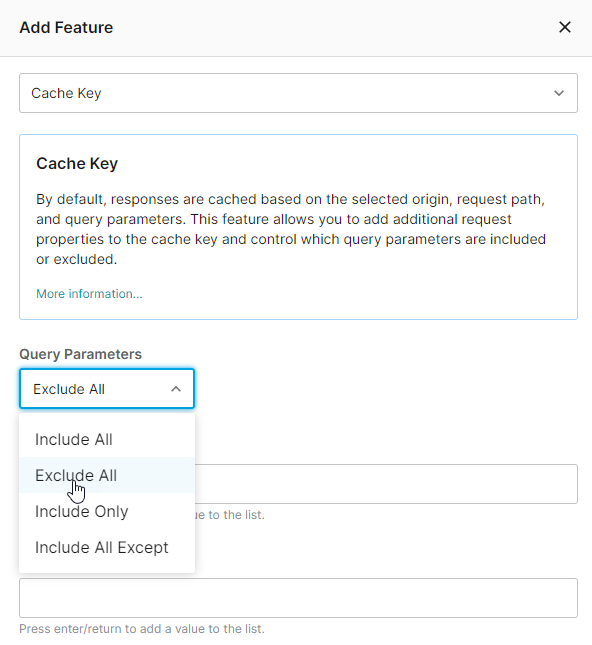 Add Feature
Cache Key
Cache Key
By default, responses are cached based on the selected origin, request path,
and query parameters. This feature allows you to add additional request
properties to the cache key and control which query parameters are included
or excluded.
More information...
Query Parameters
Exclude All
Include All
Exclude All
Include Only
to the list.
Include All Except
Press enter/return to add a value to the list.